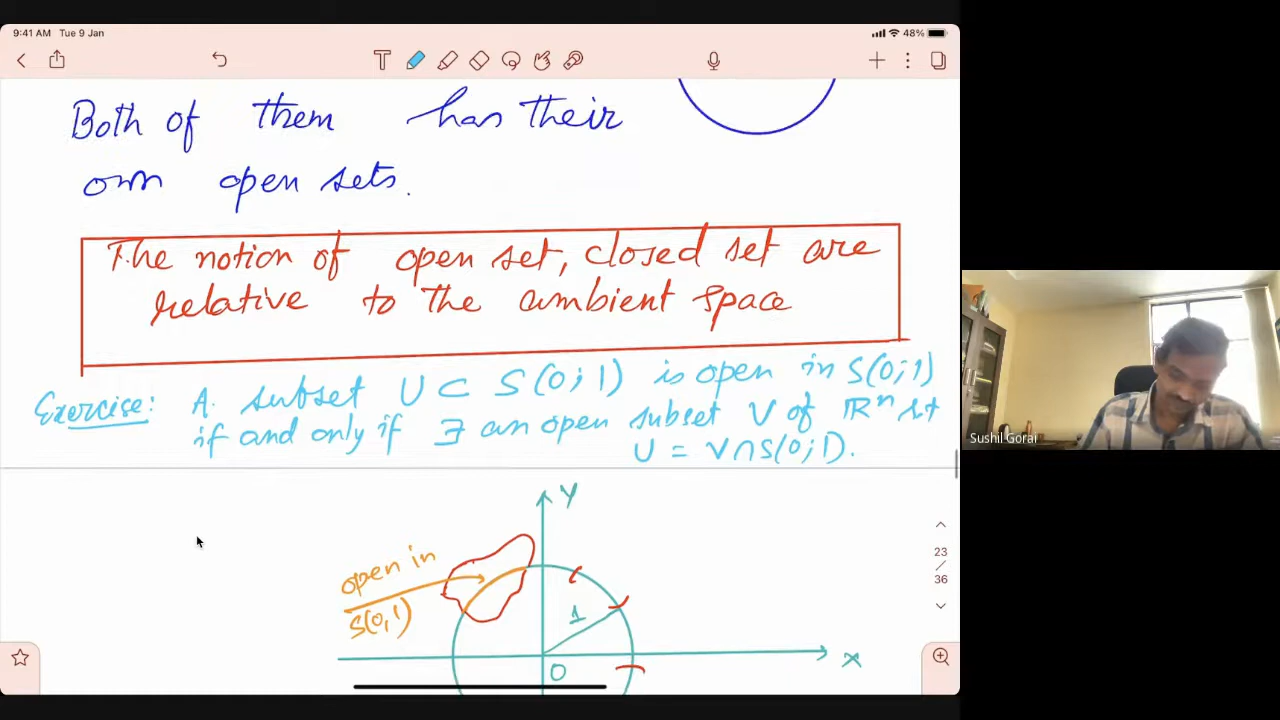 9:41 AM Tue 9 Jan
48%
T
Both of them has their
own open sets.
The notion of open set, closed set are
relative to the ambient space
Exercise: A subset U ⊂ S(0;1) is open in S(0;1)
if and only if ∃ an open subset V of ℝⁿ st
U = V∩S(0;1).
Y
open in
S(0,1)
1
0
X
23
/
36
Sushil Gorai